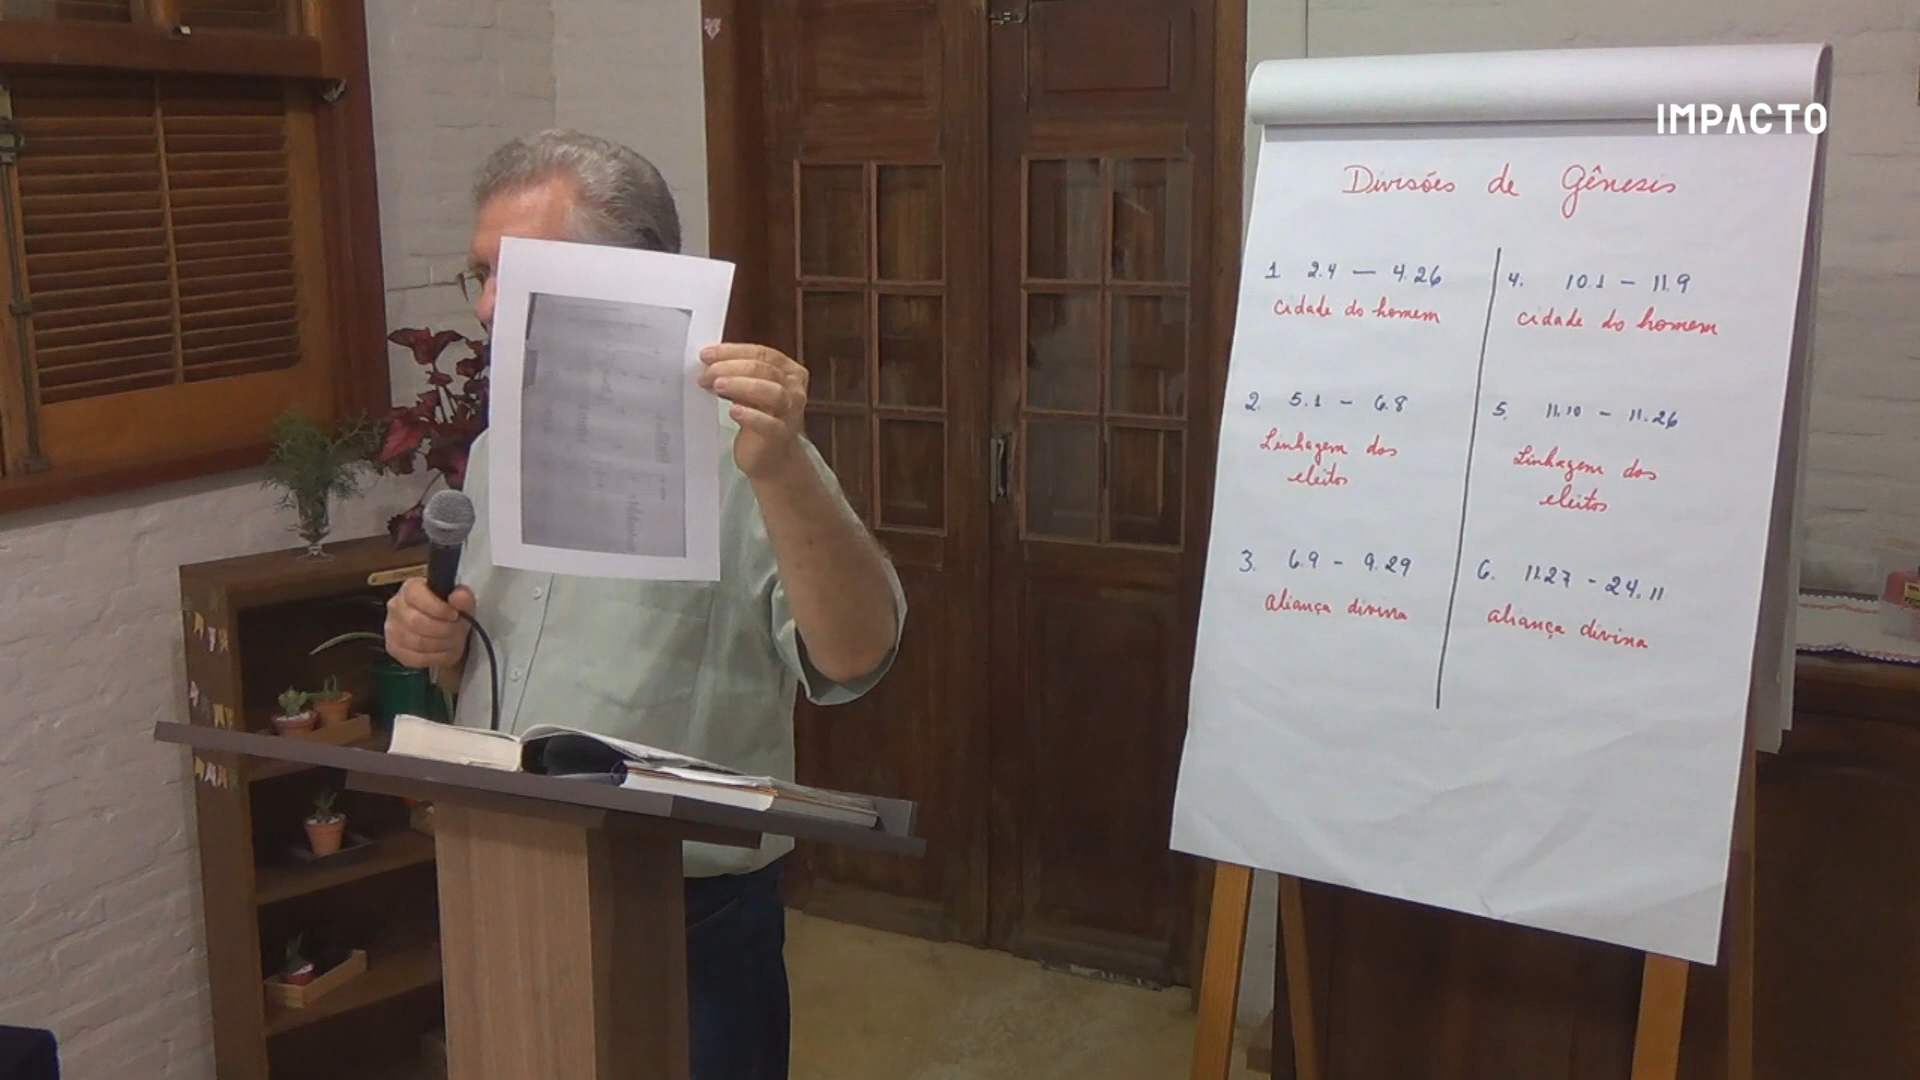 IMPACTO
Divisões de Gênesis
1. 2.4 — 4.26
cidade do homem
2. 5.1 - 6.8
Linhagem dos
eleitos
3. 6.9 - 9.29
aliança divina
4. 10.1 - 11.9
cidade do homem
5. 11.10 - 11.26
Linhagem dos
eleitos
6. 11.27 - 24.11
aliança divina